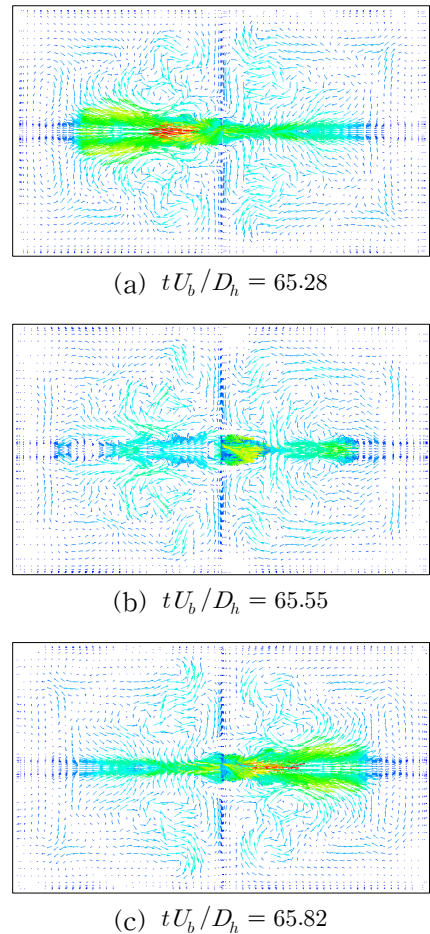 (a) tU_b/D_h = 65.28
(b) tU_b/D_h = 65.55
(c) tU_b/D_h = 65.82